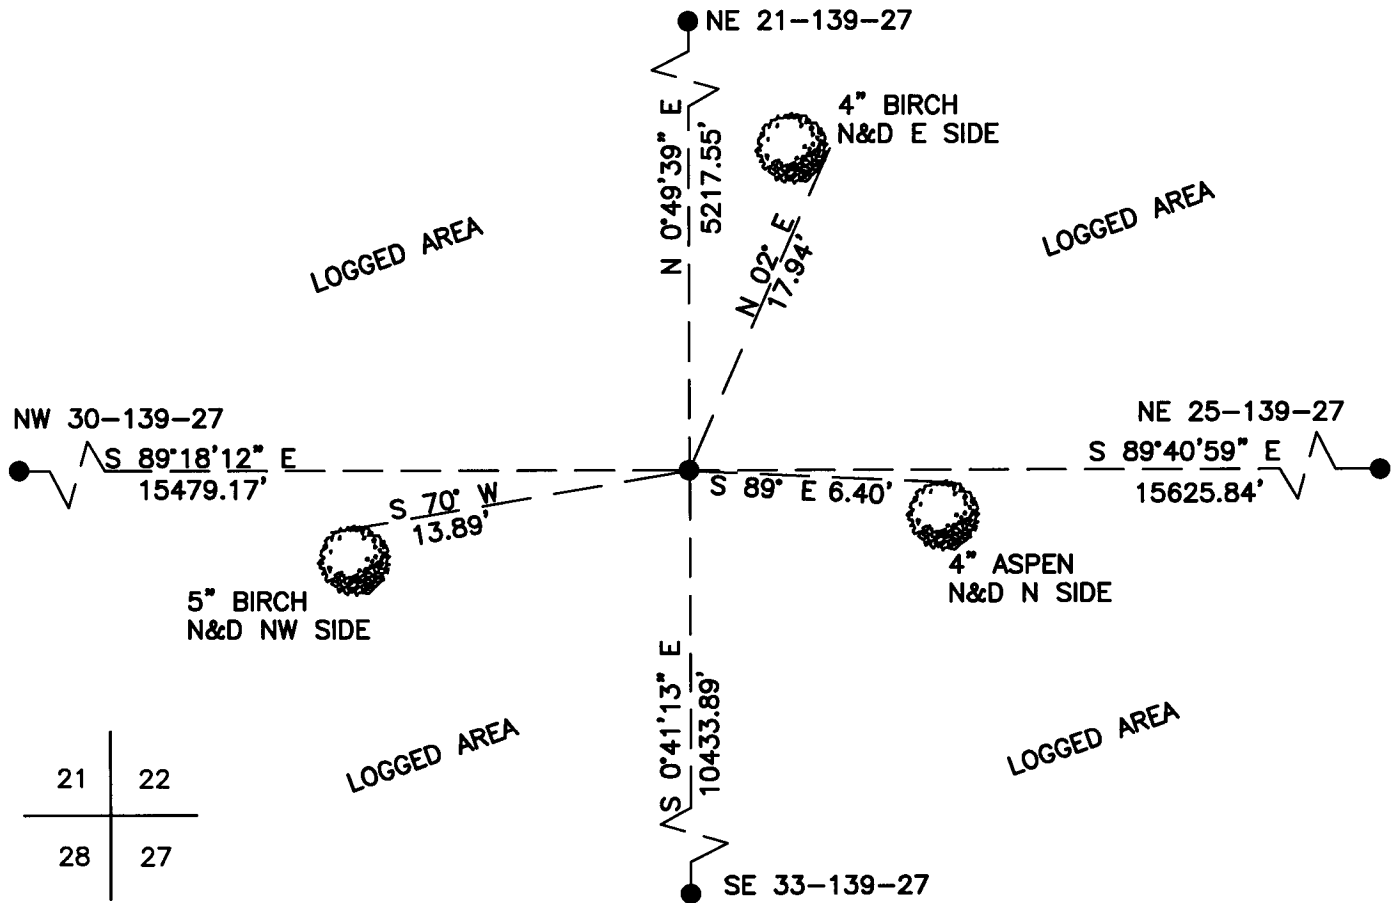 NE 21-139-27
4" BIRCH
N&D E SIDE
N 0°49'39" E
5217.55'
LOGGED AREA
LOGGED AREA
N 02° E
17.94'
NW 30-139-27
S 89°18'12" E
15479.17'
NE 25-139-27
S 89°40'59" E
15625.84'
S 70° W
13.89'
S 89° E 6.40'
5" BIRCH
N&D NW SIDE
4" ASPEN
N&D N SIDE
S 0°41'13" E
10433.89'
LOGGED AREA
LOGGED AREA
21 22
28 27
SE 33-139-27